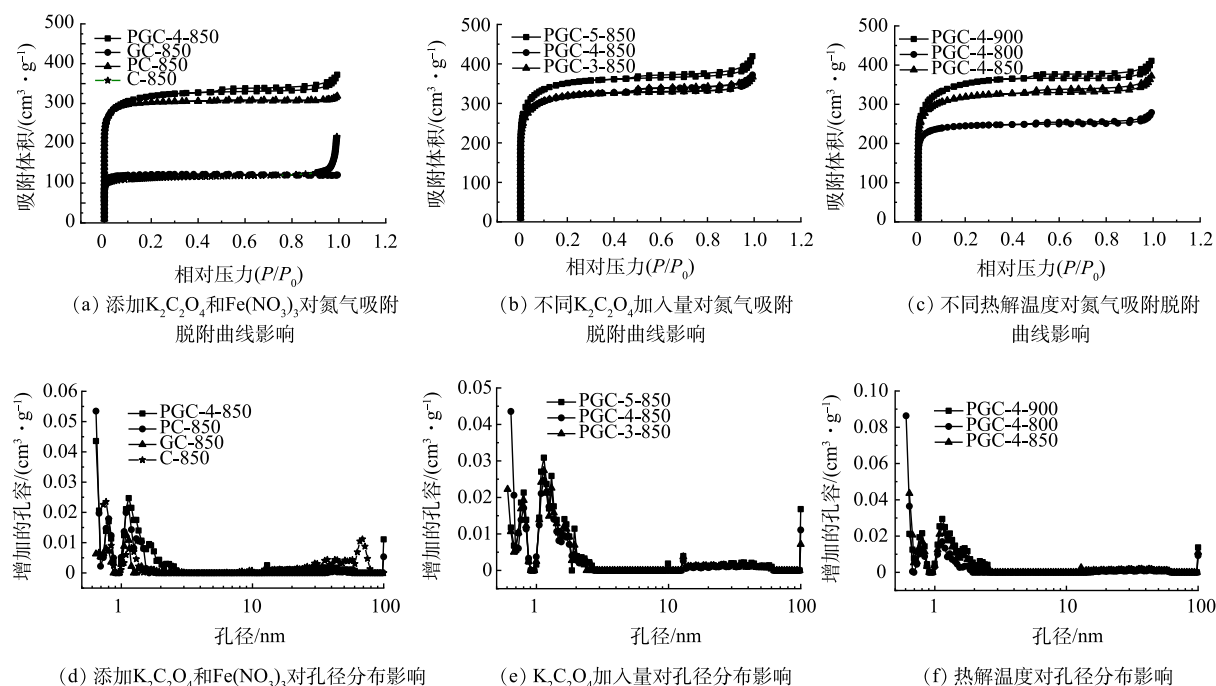 500
400
300
200
100
0
吸附体积/(cm³·g⁻¹)
PGC-4-850
GC-850
PC-850
C-850
0 0.2 0.4 0.6 0.8 1.0 1.2
相对压力(P/P₀)
(a) 添加K₂C₂O₄和Fe(NO₃)₃对氮气吸附
脱附曲线影响
500
400
300
200
100
0
吸附体积/(cm³·g⁻¹)
PGC-5-850
PGC-4-850
PGC-3-850
0 0.2 0.4 0.6 0.8 1.0 1.2
相对压力(P/P₀)
(b) 不同K₂C₂O₄加入量对氮气吸附
脱附曲线影响
500
400
300
200
100
0
吸附体积/(cm³·g⁻¹)
PGC-4-900
PGC-4-800
PGC-4-850
0 0.2 0.4 0.6 0.8 1.0 1.2
相对压力(P/P₀)
(c) 不同热解温度对氮气吸附脱附
曲线影响
0.06
0.05
0.04
0.03
0.02
0.01
0
增加的孔容/(cm³·g⁻¹)
PGC-4-850
PC-850
GC-850
C-850
1 10 100
孔径/nm
(d) 添加K₂C₂O₄和Fe(NO₃)₃对孔径分布影响
0.05
0.04
0.03
0.02
0.01
0
增加的孔容/(cm³·g⁻¹)
PGC-5-850
PGC-4-850
PGC-3-850
1 10 100
孔径/nm
(e) K₂C₂O₄加入量对孔径分布影响
0.10
0.08
0.06
0.04
0.02
0
增加的孔容/(cm³·g⁻¹)
PGC-4-900
PGC-4-800
PGC-4-850
1 10 100
孔径/nm
(f) 热解温度对孔径分布影响